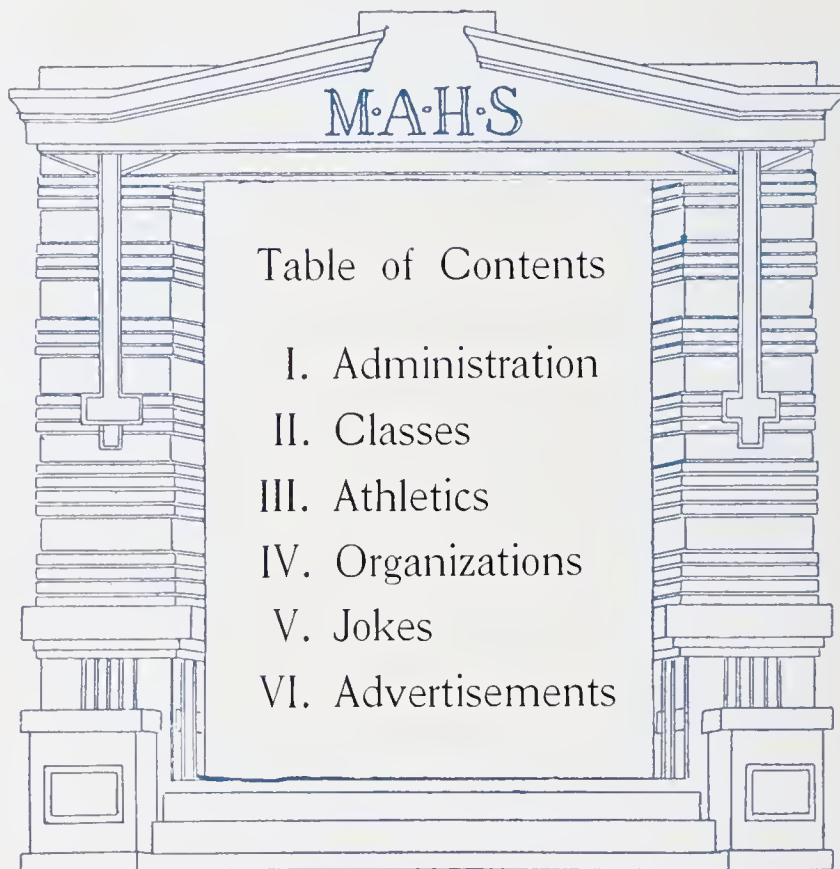 M·A·H·S
Table of Contents
I. Administration
II. Classes
III. Athletics
IV. Organizations
V. Jokes
VI. Advertisements